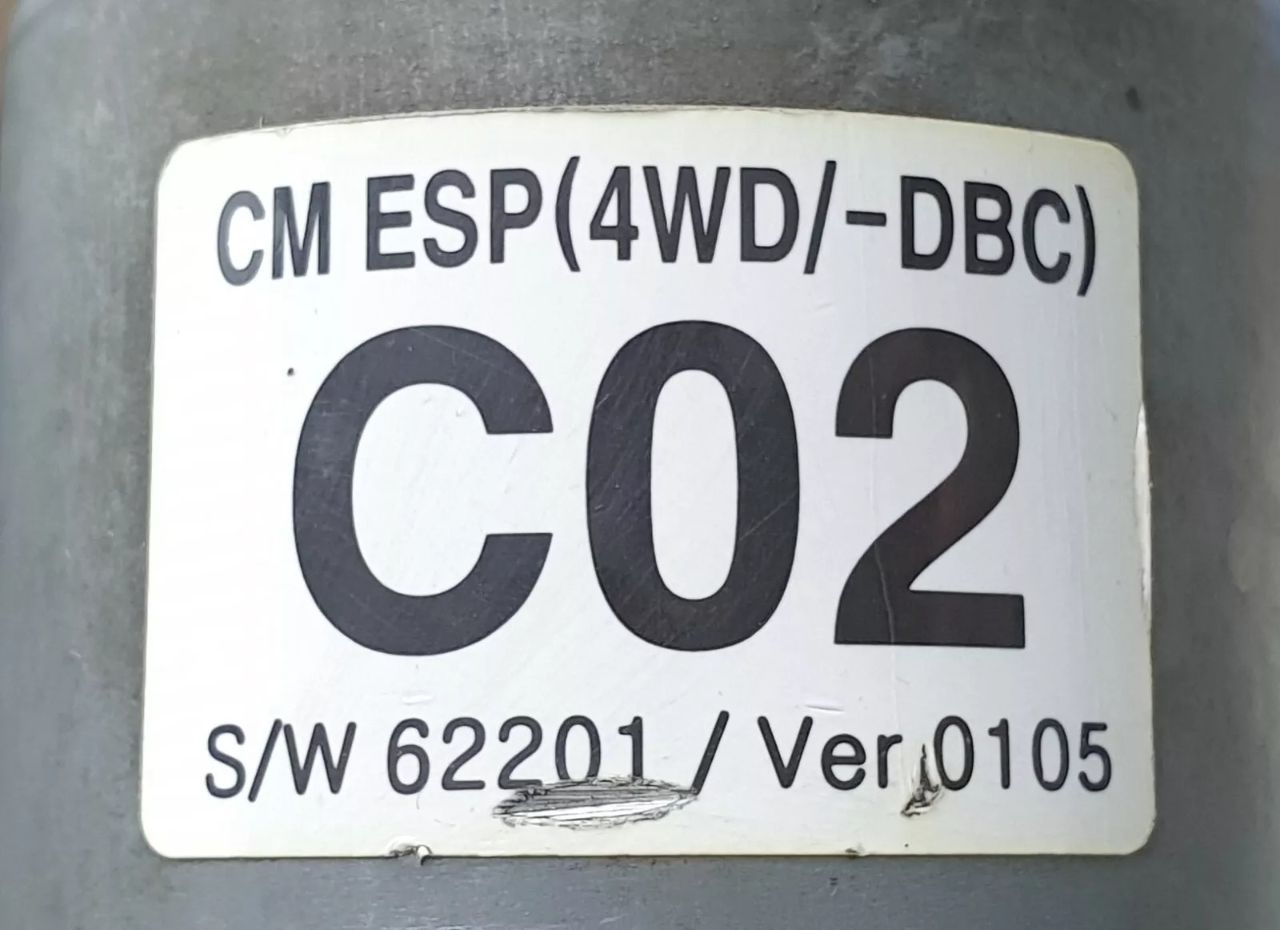 CM ESP(4WD/-DBC)
C02
S/W 62201 / Ver 0105